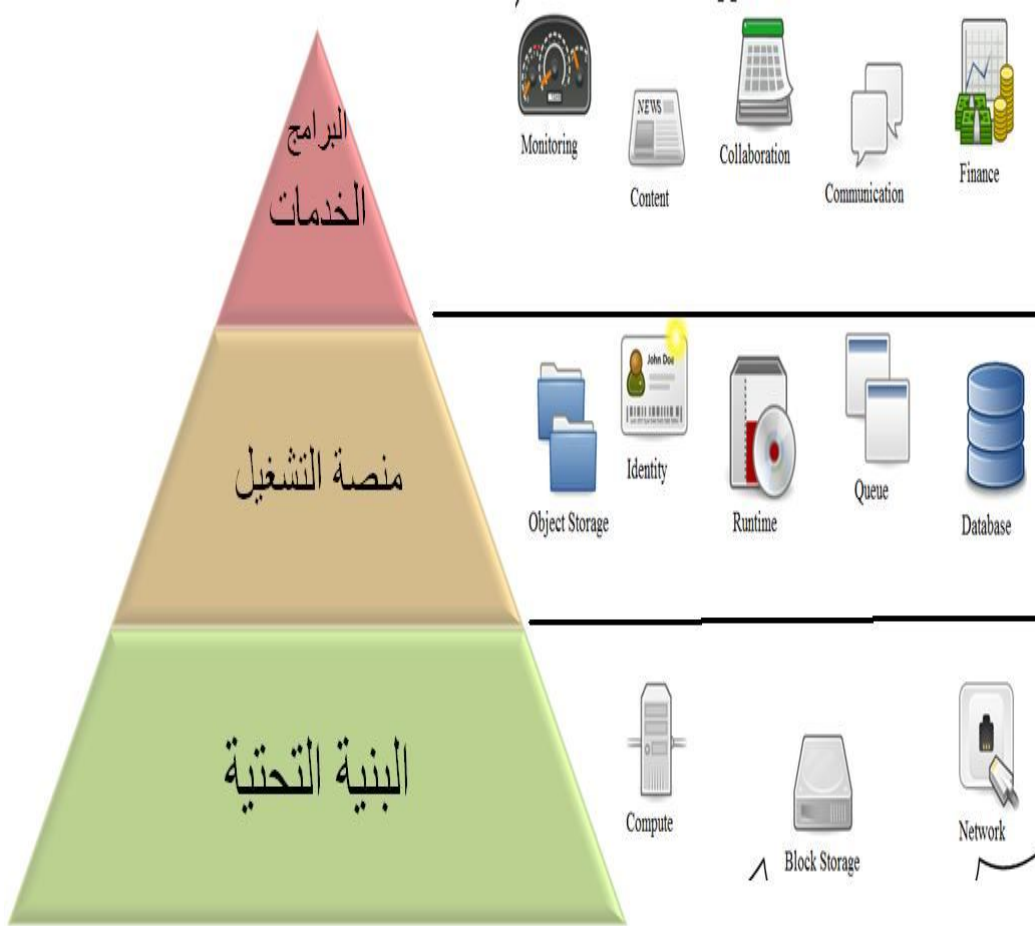 البرامج
الخدمات
Monitoring
NEWS
Content
Collaboration
Communication
Finance
منصة التشغيل
Object Storage
John Doe
Identity
Runtime
Queue
Database
البنية التحتية
Compute
Block Storage
Network